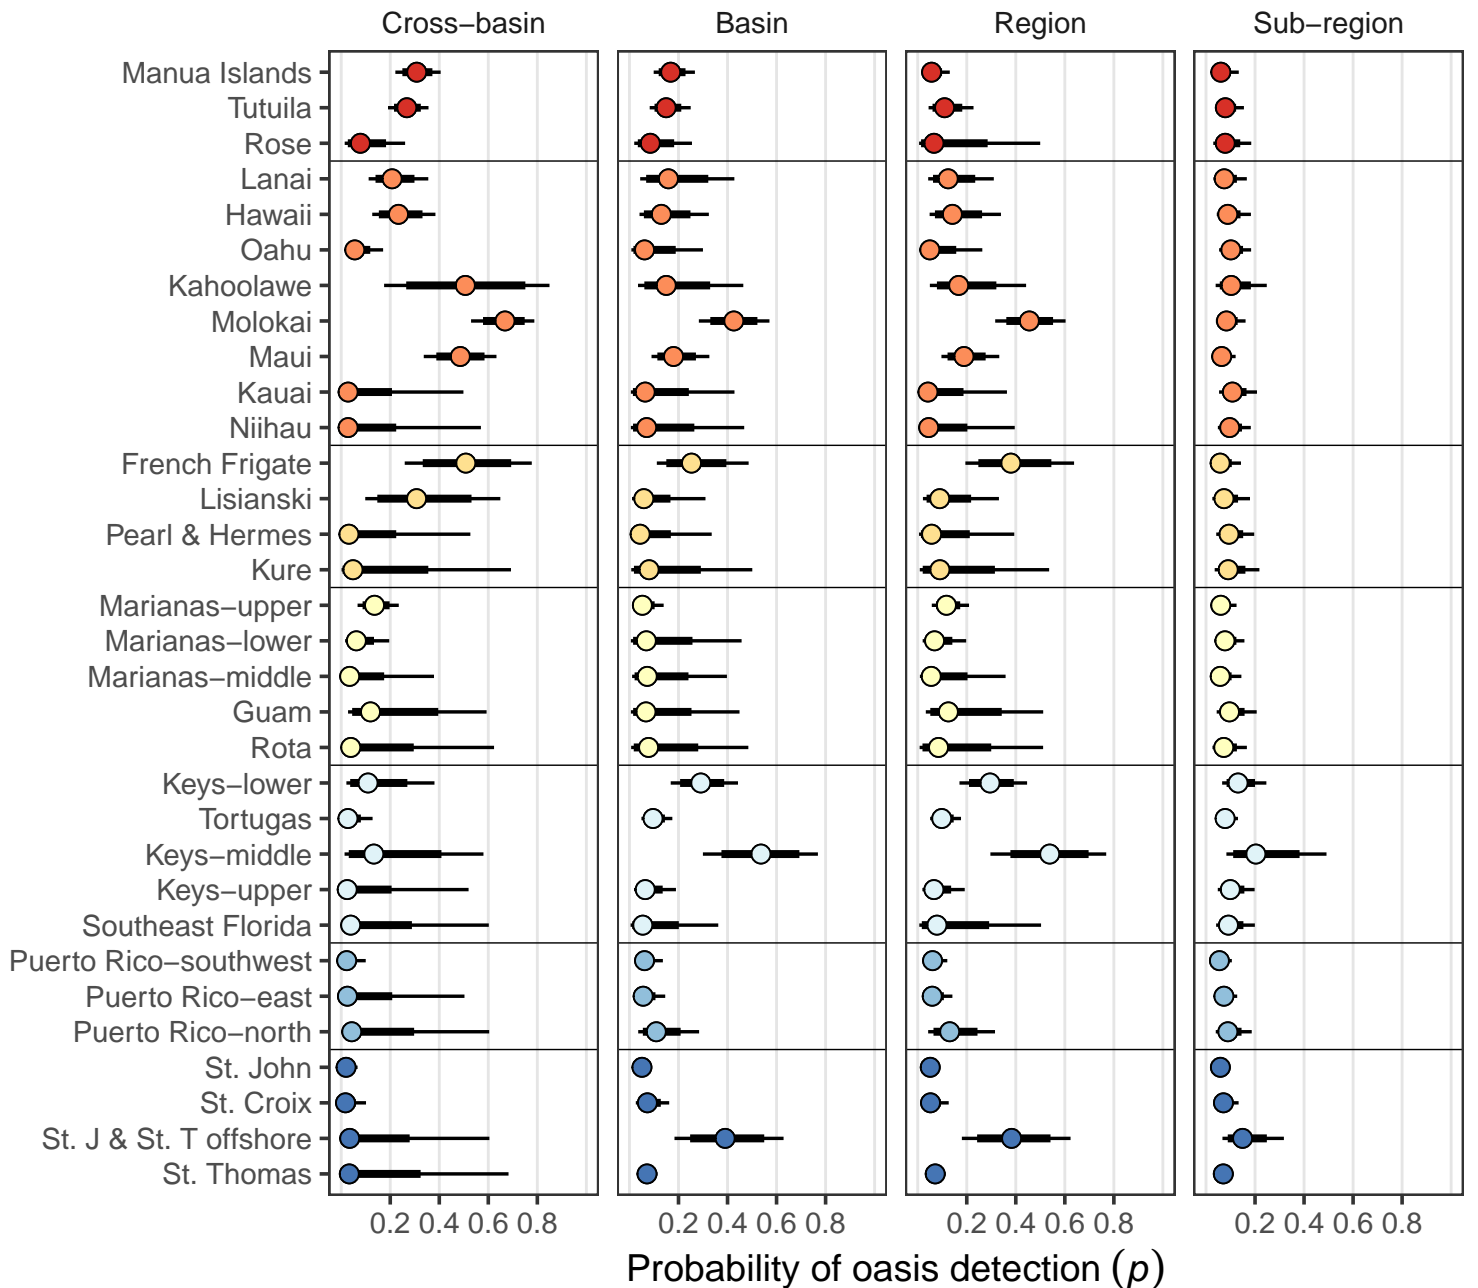 Cross−basin Basin Region Sub−region
Manua Islands
Tutuila
Rose
Lanai
Hawaii
Oahu
Kahoolawe
Molokai
Maui
Kauai
Niihau
French Frigate
Lisianski
Pearl & Hermes
Kure
Marianas−upper
Marianas−lower
Marianas−middle
Guam
Rota
Keys−lower
Tortugas
Keys−middle
Keys−upper
Southeast Florida
Puerto Rico−southwest
Puerto Rico−east
Puerto Rico−north
St. John
St. Croix
St. J & St. T offshore
St. Thomas
0.2 0.4 0.6 0.8 0.2 0.4 0.6 0.8 0.2 0.4 0.6 0.8 0.2 0.4 0.6 0.8
Probability of oasis detection (p)